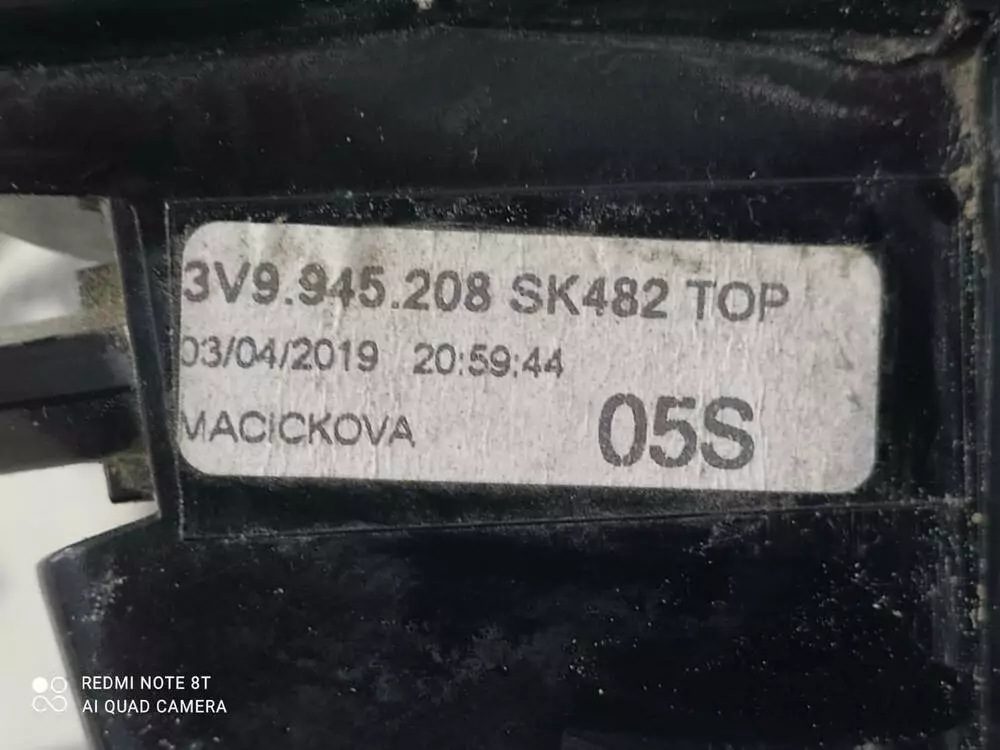 3V9.945.208 SK482 TOP
03/04/2019 20:59:44
MACICKOVA
05S
REDMI NOTE 8T
AI QUAD CAMERA